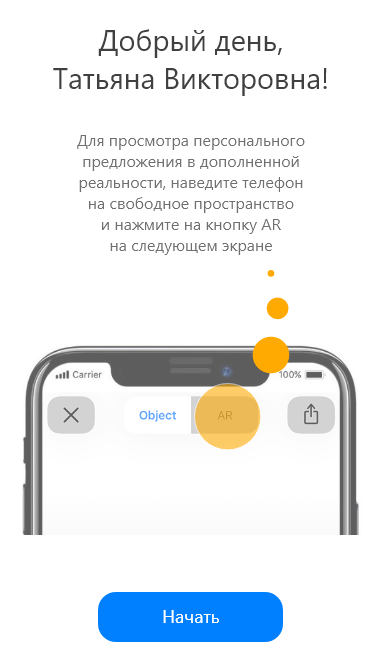 Добрый день,
Татьяна Викторовна!
Для просмотра персонального
предложения в дополненной
реальности, наведите телефон
на свободное пространство
и нажмите на кнопку AR
на следующем экране
Carrier
100%
Object
AR
Начать